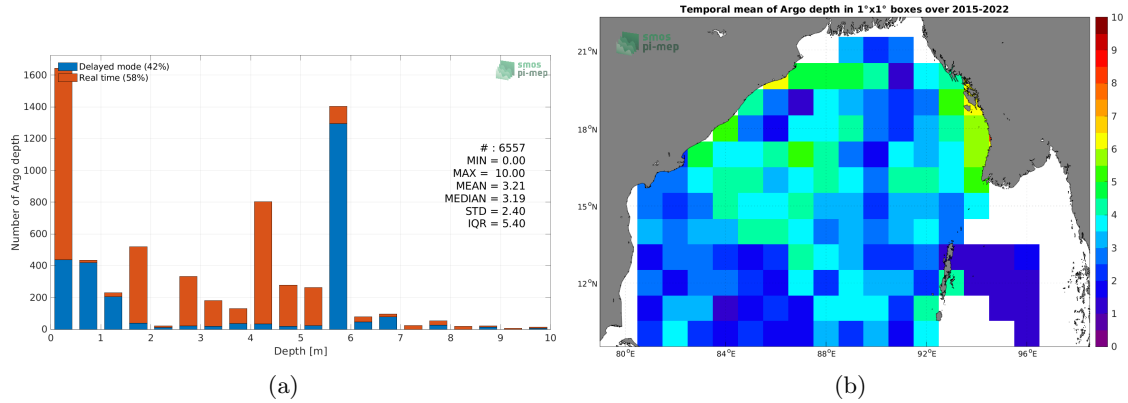 Delayed mode (42%)
Real time (58%)
smos
pi-mep
1600
1400
1200
1000
800
600
400
200
0
Number of Argo depth
# : 6557
MIN = 0.00
MAX = 10.00
MEAN = 3.21
MEDIAN = 3.19
STD = 2.40
IQR = 5.40
0 1 2 3 4 5 6 7 8 9 10
Depth [m]
(a)
Temporal mean of Argo depth in 1°x1° boxes over 2015-2022
smos
pi-mep
21°N
18°N
15°N
12°N
80°E 84°E 88°E 92°E 96°E
10
9
8
7
6
5
4
3
2
1
0
(b)